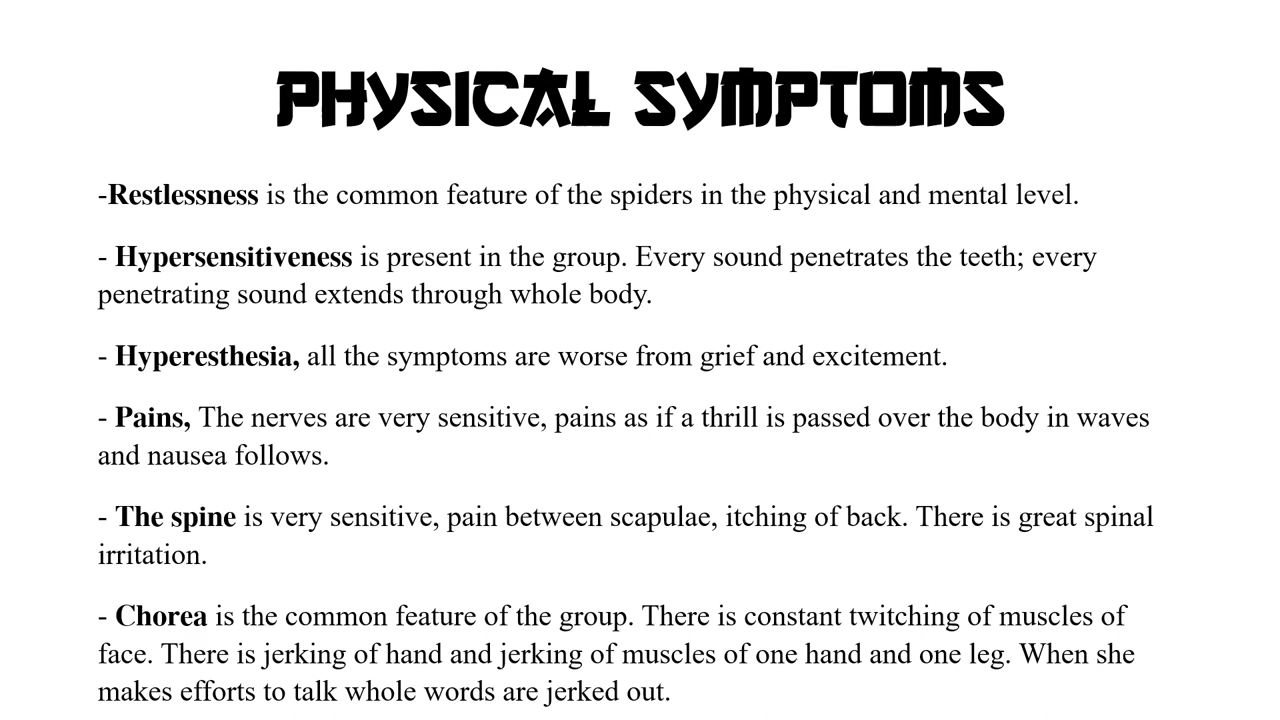 PHYSICAL SYMPTOMS
-Restlessness is the common feature of the spiders in the physical and mental level.
- Hypersensitiveness is present in the group. Every sound penetrates the teeth; every
penetrating sound extends through whole body.
- Hyperesthesia, all the symptoms are worse from grief and excitement.
- Pains, The nerves are very sensitive, pains as if a thrill is passed over the body in waves
and nausea follows.
- The spine is very sensitive, pain between scapulae, itching of back. There is great spinal
irritation.
- Chorea is the common feature of the group. There is constant twitching of muscles of
face. There is jerking of hand and jerking of muscles of one hand and one leg. When she
makes efforts to talk whole words are jerked out.